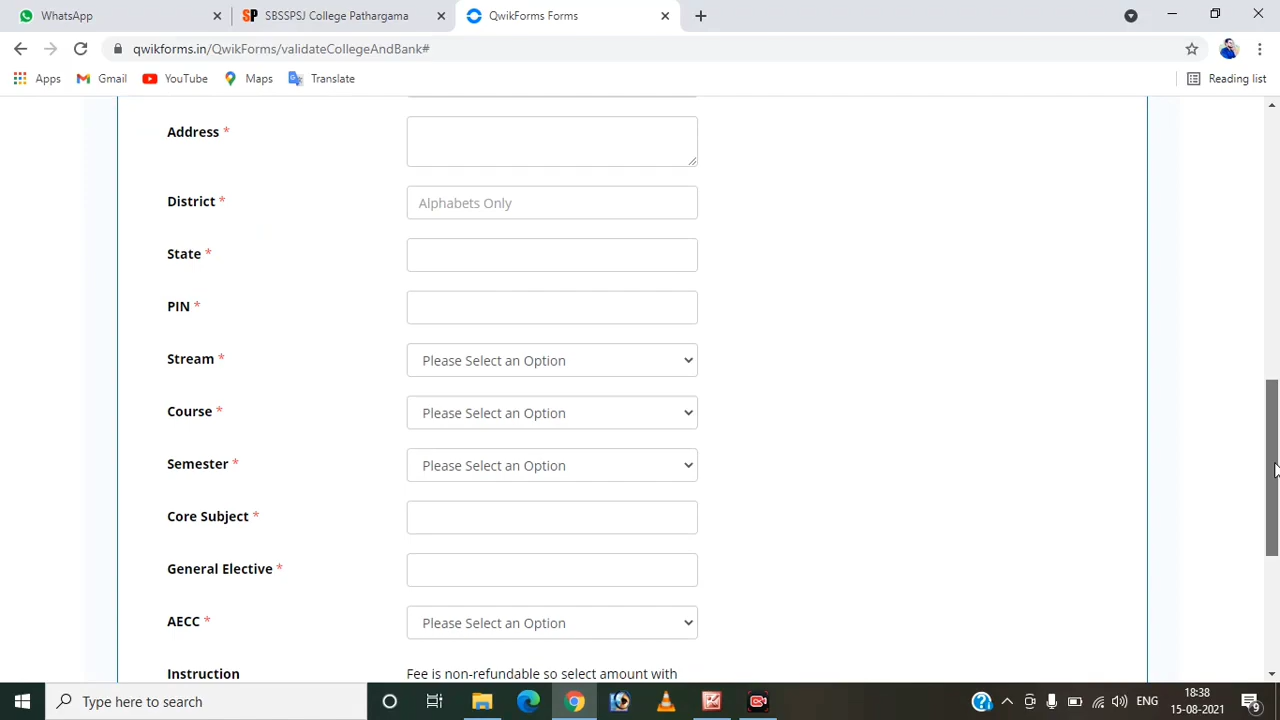 WhatsApp
SP SBSSPSJ College Pathargama
QwikForms Forms
qwikforms.in/QwikForms/validateCollegeAndBank#
Apps
Gmail
YouTube
Maps
Translate
Reading list
Address *
District *
Alphabets Only
State *
PIN *
Stream *
Please Select an Option
Course *
Please Select an Option
Semester *
Please Select an Option
Core Subject *
General Elective *
AECC *
Please Select an Option
Instruction
Fee is non-refundable so select amount with
Type here to search
ENG
18:38
15-08-2021
9